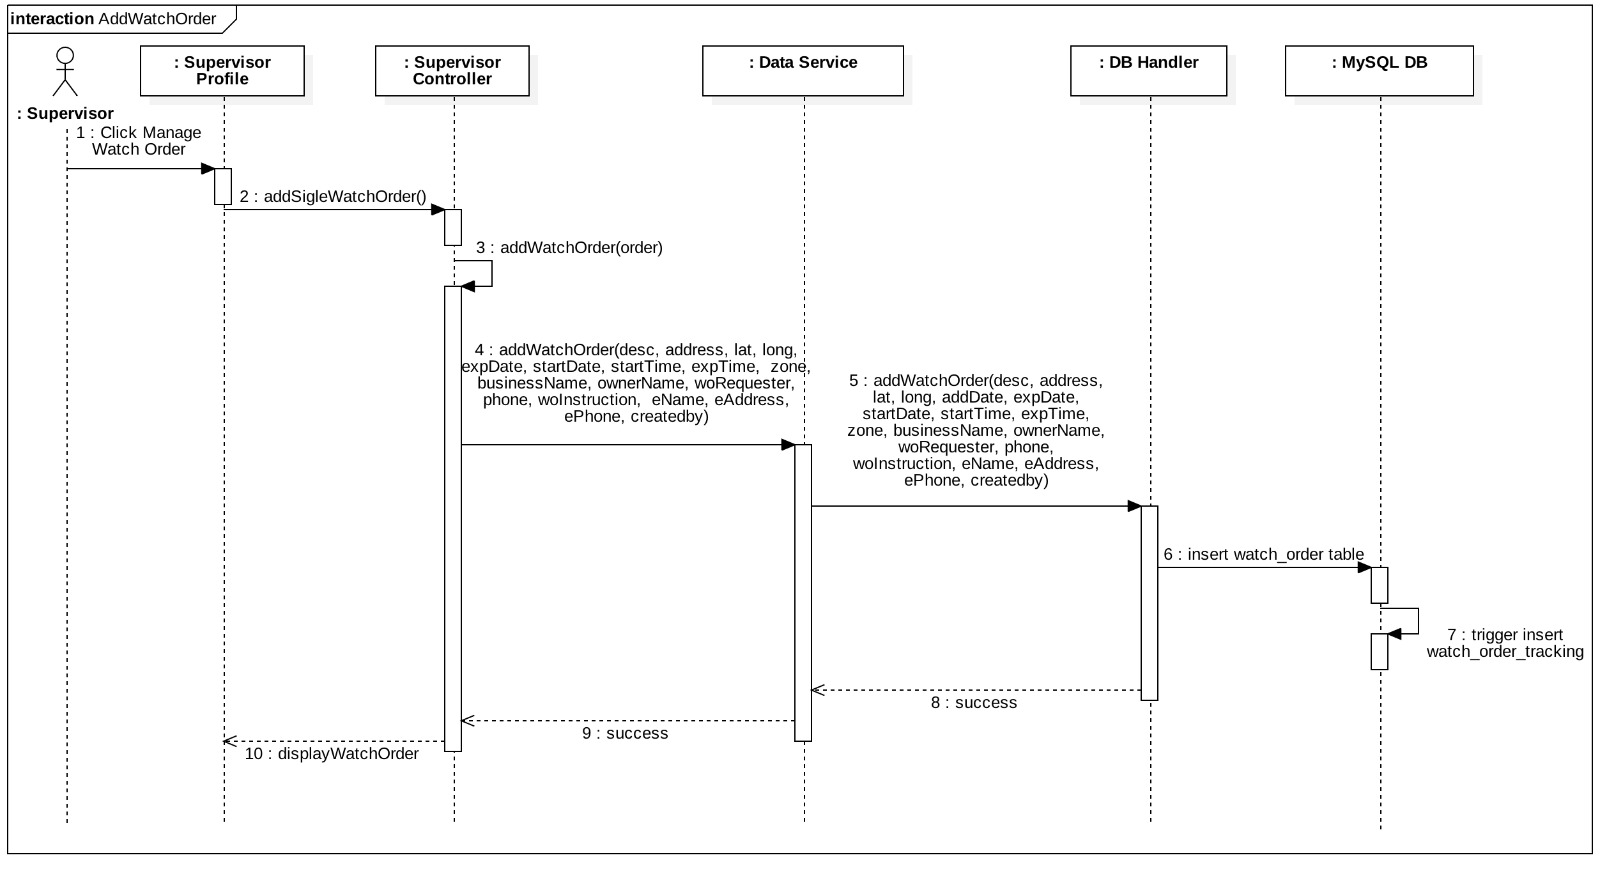 interaction AddWatchOrder
: Supervisor
: Supervisor
Profile
: Supervisor
Controller
: Data Service
: DB Handler
: MySQL DB
1 : Click Manage
Watch Order
2 : addSigleWatchOrder()
3 : addWatchOrder(order)
4 : addWatchOrder(desc, address, lat, long,
expDate, startDate, startTime, expTime,  zone,
businessName, ownerName, woRequester,
phone, woInstruction,  eName, eAddress,
ePhone, createdby)
5 : addWatchOrder(desc, address,
lat, long, addDate, expDate,
startDate, startTime, expTime,
zone, businessName, ownerName,
woRequester, phone,
woInstruction, eName, eAddress,
ePhone, createdby)
6 : insert watch_order table
7 : trigger insert
watch_order_tracking
8 : success
9 : success
10 : displayWatchOrder